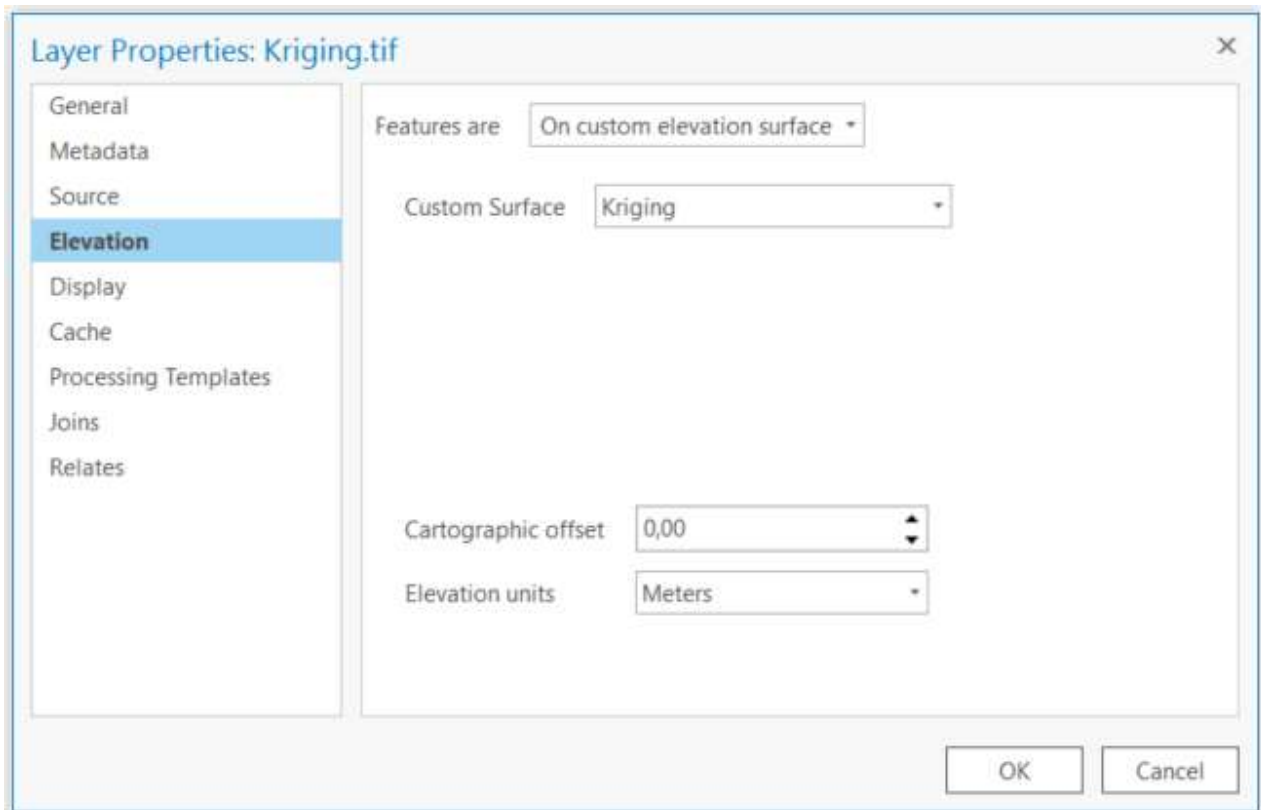 Layer Properties: Kriging.tif
General
Metadata
Source
Elevation
Display
Cache
Processing Templates
Joins
Relates
Features are On custom elevation surface
Custom Surface Kriging
Cartographic offset 0,00
Elevation units Meters
OK Cancel